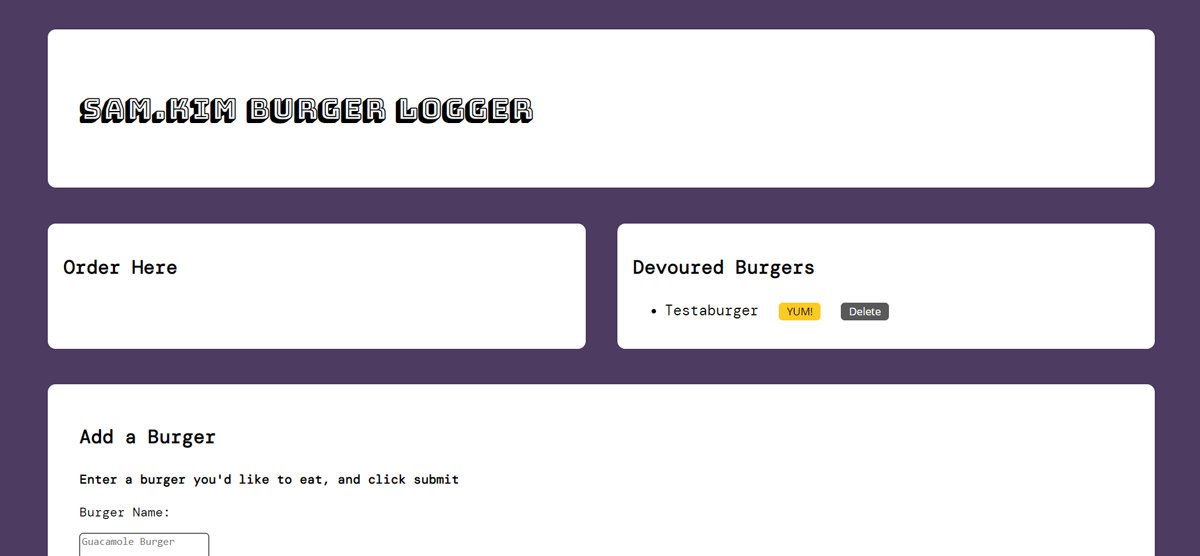 SAM.KIM BURGER LOGGER
Order Here
Devoured Burgers
Testaburger YUM! Delete
Add a Burger
Enter a burger you'd like to eat, and click submit
Burger Name:
Guacamole Burger